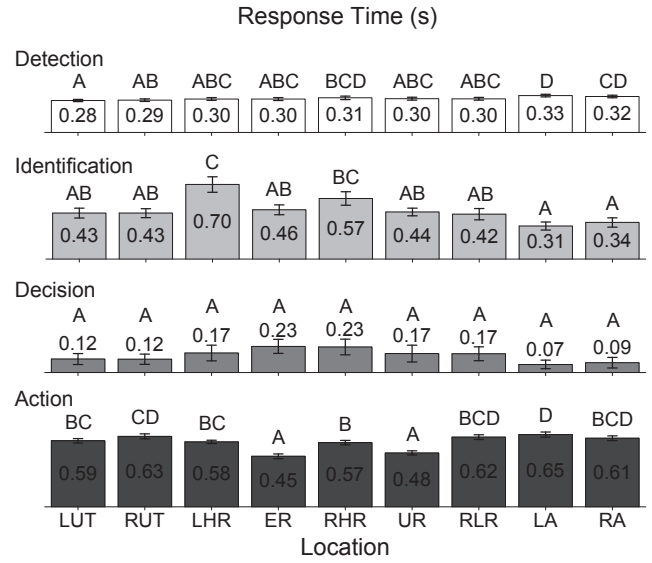 Response Time (s)
Detection
A AB ABC ABC BCD ABC ABC D CD
0.28 0.29 0.30 0.30 0.31 0.30 0.30 0.33 0.32
Identification
AB AB C AB BC AB AB A A
0.43 0.43 0.70 0.46 0.57 0.44 0.42 0.31 0.34
Decision
A A A A A A A A A
0.12 0.12 0.17 0.23 0.23 0.17 0.17 0.07 0.09
Action
BC CD BC A B A BCD D BCD
0.59 0.63 0.58 0.45 0.57 0.48 0.62 0.65 0.61
LUT RUT LHR ER RHR UR RLR LA RA
Location